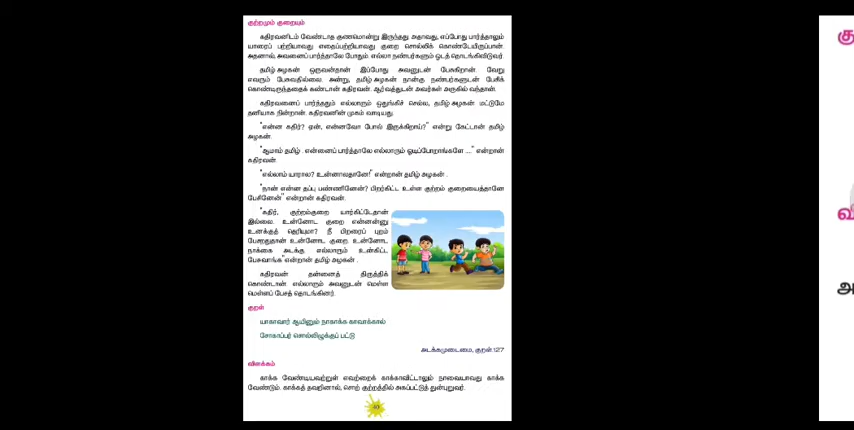 குற்றமும் குறையும்
கதிரவனிடம் வேண்டாத குணமொன்று இருந்தது அதாவது, எப்போது பார்த்தாலும்
யாரைப் பற்றியாவது எதைப்பற்றியாவது குறை சொல்லிக் கொண்டேயிருப்பான்.
அதனால், அவனைப் பார்த்தாலே போதும். எல்லா நண்பர்களும் ஓடத் தொடங்கிவிடுவர்.
தமிழ் அழகன் ஒருவன்தான் இப்போது அவனுடன் பேசுகிறான். வேறு
எவரும் பேசுவதில்லை. அன்று, தமிழ் அழகன் நான்கு நண்பர்களுடன் பேசிக்
கொண்டிருந்ததைக் கண்டான் கதிரவன். ஆர்வத்துடன் அவர்கள் அருகில் வந்தான்.
கதிரவனைப் பார்த்ததும் எல்லாரும் ஒதுங்கிச் செல்ல, தமிழ் அழகன் மட்டுமே
தனியாக நின்றான். கதிரவனின் முகம் வாடியது.
"என்ன கதிர்? ஏன், என்னவோ போல் இருக்கிறாய்?" என்று கேட்டான் தமிழ்
அழகன்.
"ஆமாம் தமிழ் . என்னைப் பார்த்தாலே எல்லாரும் ஓடிப்போறாங்களே ...." என்றான்
கதிரவன்.
"எல்லாம் யாரால? உன்னாலதானே!" என்றான் தமிழ் அழகன் .
"நான் என்ன தப்பு பண்ணினேன்? பிறர்கிட்ட உள்ள குற்றம் குறையைத்தானே
பேசினேன்" என்றான் கதிரவன்.
"கதிர், குற்றம்குறை யார்கிட்டேதான்
இல்லை. உன்னோட குறை என்னன்னு
உனக்குத் தெரியுமா? நீ பிறரைப் புறம்
பேசறதுதான் உன்னோட குறை. உன்னோட
நாக்கை அடக்கு. எல்லாரும் உன்கிட்ட
பேசுவாங்க" என்றான் தமிழ் அழகன் .
கதிரவன் தன்னைத் திருத்திக்
கொண்டான் எல்லாரும் அவனுடன் மெள்ள
மெள்ளப் பேசத் தொடங்கினர்.
குறள்
யாகாவார் ஆயினும் நாகாக்க காவாக்கால்
சோகாப்பர் சொல்லிழுக்குப் பட்டு
அடக்கமுடைமை, குறள்:127
விளக்கம்
காக்க வேண்டியவற்றுள் எவற்றைக் காக்காவிட்டாலும் நாவையாவது காக்க
வேண்டும். காக்கத் தவறினால், சொற் குற்றத்தில் அகப்பட்டுத் துன்புறுவர்.